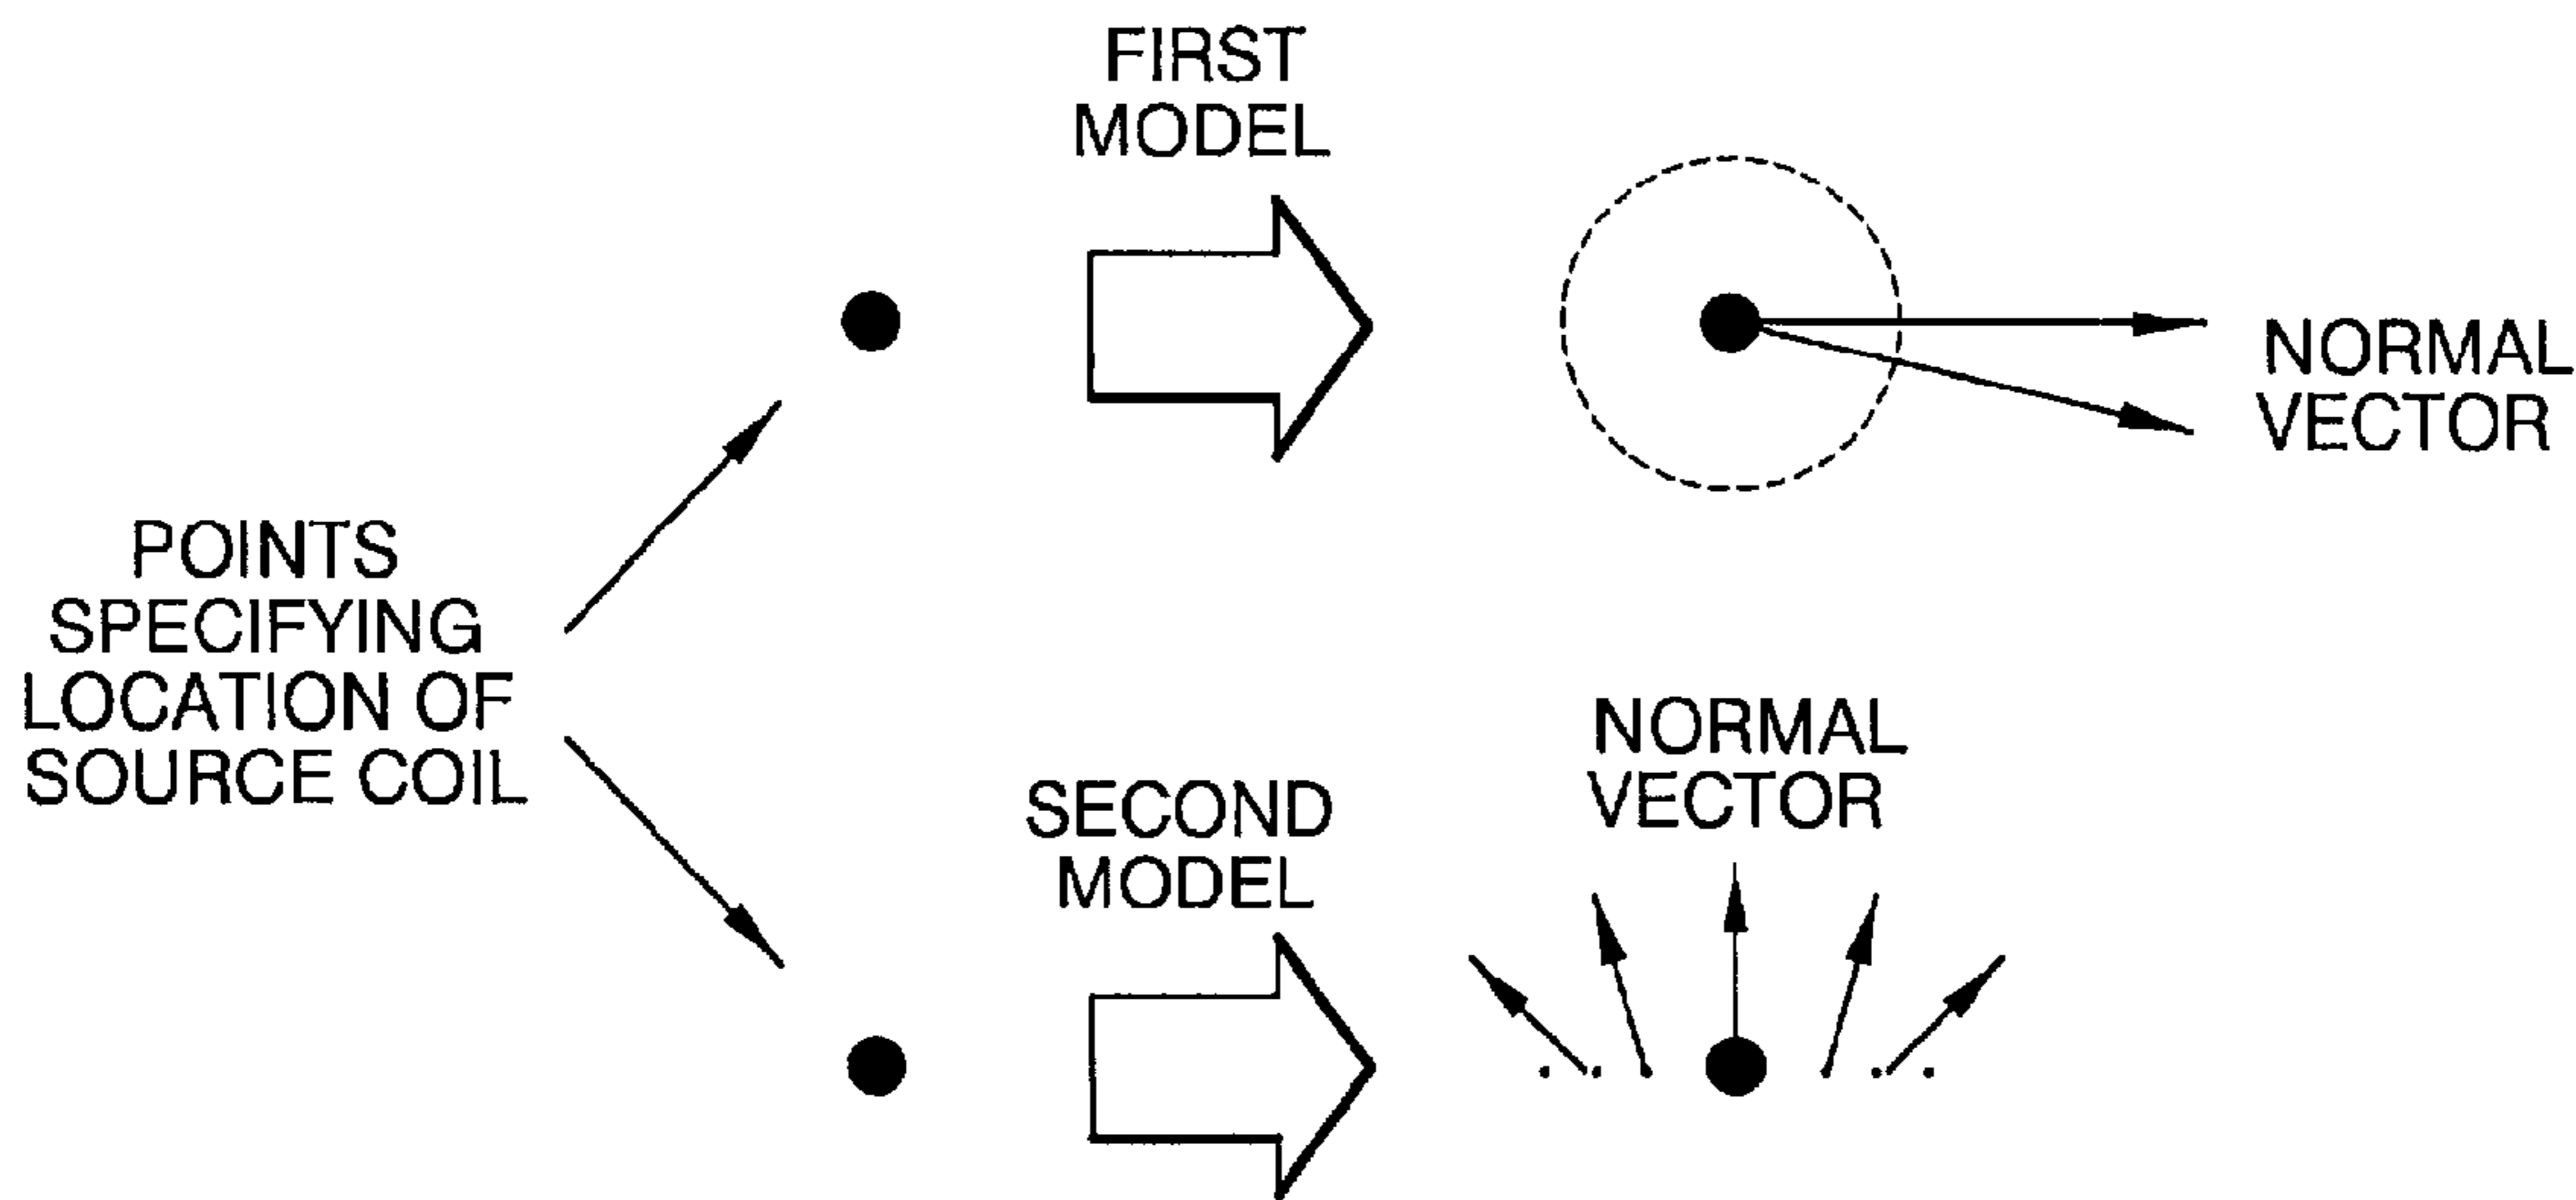 FIRST
MODEL
NORMAL
VECTOR
POINTS
SPECIFYING
LOCATION OF
SOURCE COIL
SECOND
MODEL
NORMAL
VECTOR